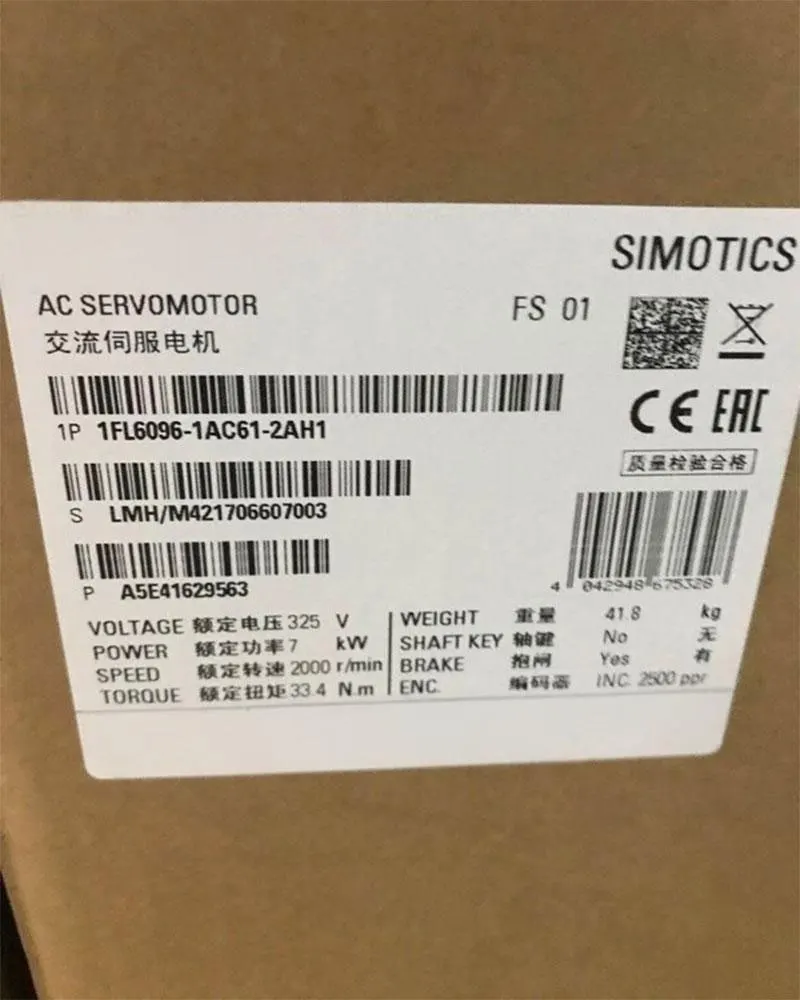 SIMOTICS
AC SERVOMOTOR
FS 01
交流伺服电机
CE EAC
1P 1FL6096-1AC61-2AH1
质量检验合格
S LMH/M421706607003
P A5E41629563
4 042948 675328
VOLTAGE 额定电压 325 V
POWER 额定功率 7 kW
SPEED 额定转速 2000 r/min
TORQUE 额定扭矩 33.4 N.m
WEIGHT 重量 41.8 kg
SHAFT KEY 轴键 No 无
BRAKE 抱闸 Yes 有
ENC. 编码器 INC. 2500 ppr